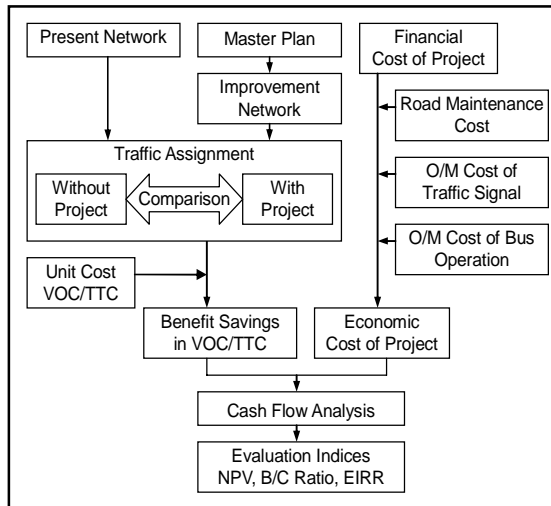 Present Network
Master Plan
Financial
Cost of Project
Improvement
Network
Road Maintenance
Cost
Traffic Assignment
Without
Project
Comparison
With
Project
O/M Cost of
Traffic Signal
O/M Cost of Bus
Operation
Unit Cost
VOC/TTC
Benefit Savings
in VOC/TTC
Economic
Cost of Project
Cash Flow Analysis
Evaluation Indices
NPV, B/C Ratio, EIRR